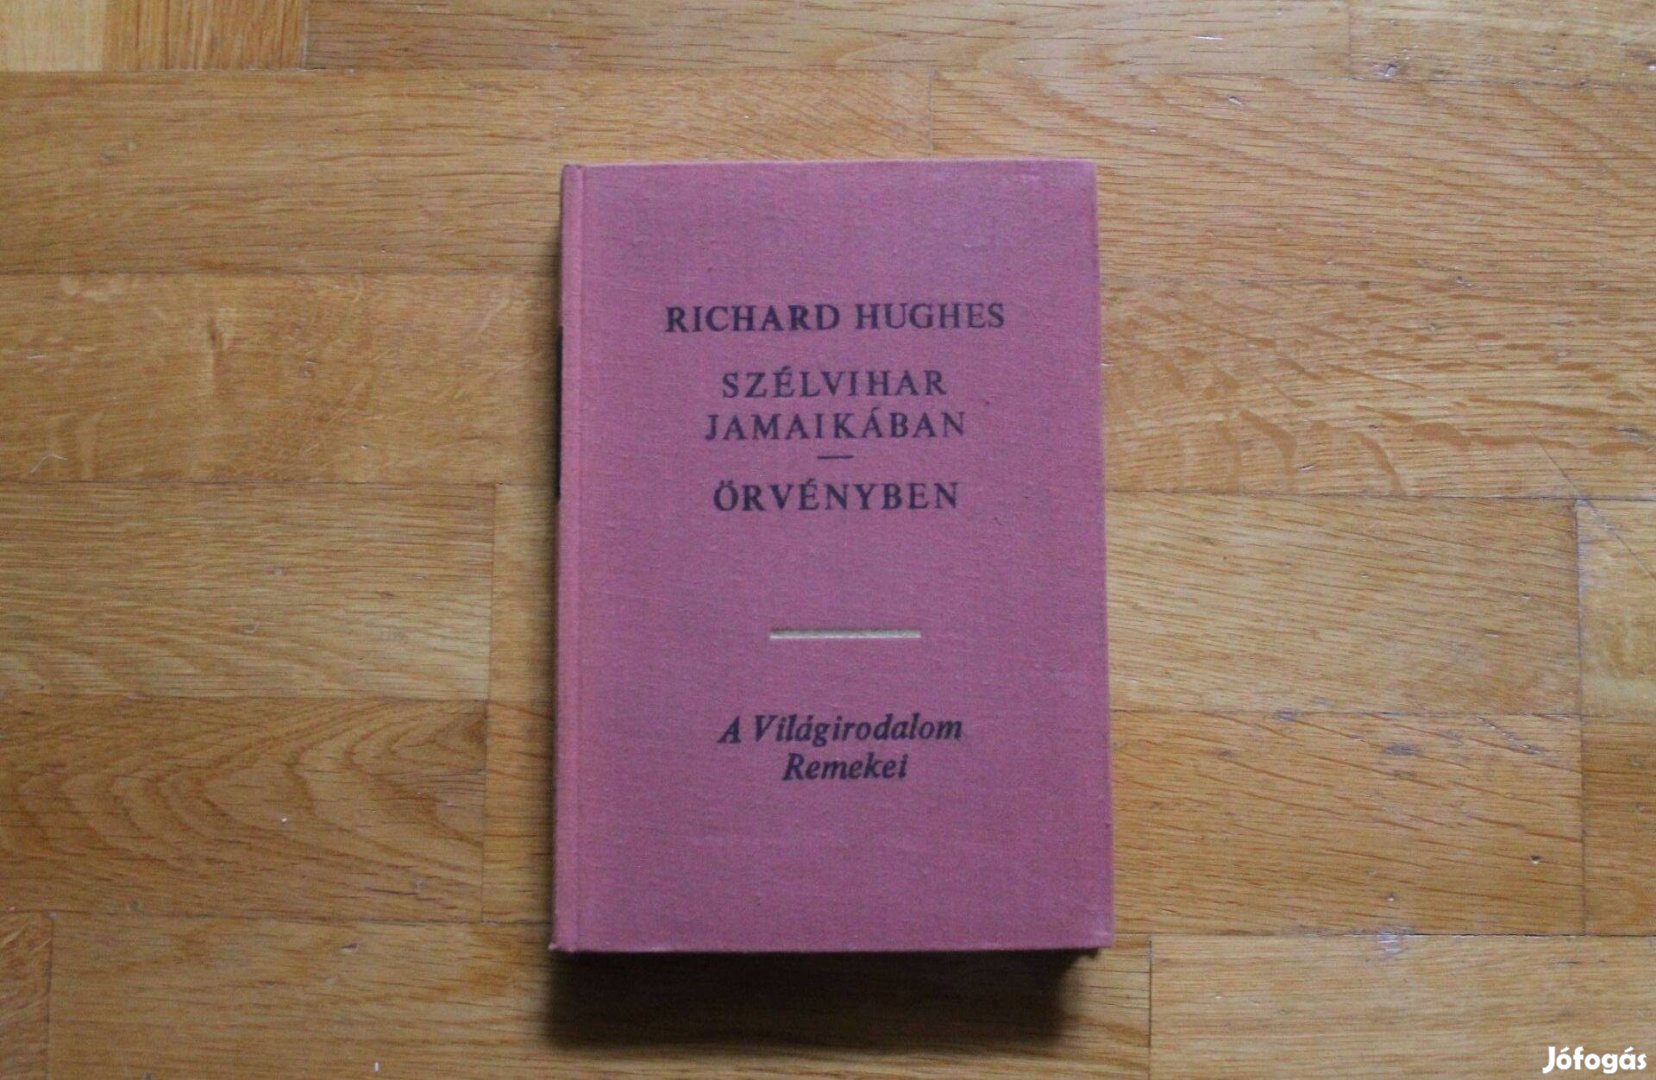 RICHARD HUGHES
SZÉLVIHAR
JAMAIKÁBAN
—
ÖRVÉNYBEN
A Világirodalom
Remekei
Jófogás